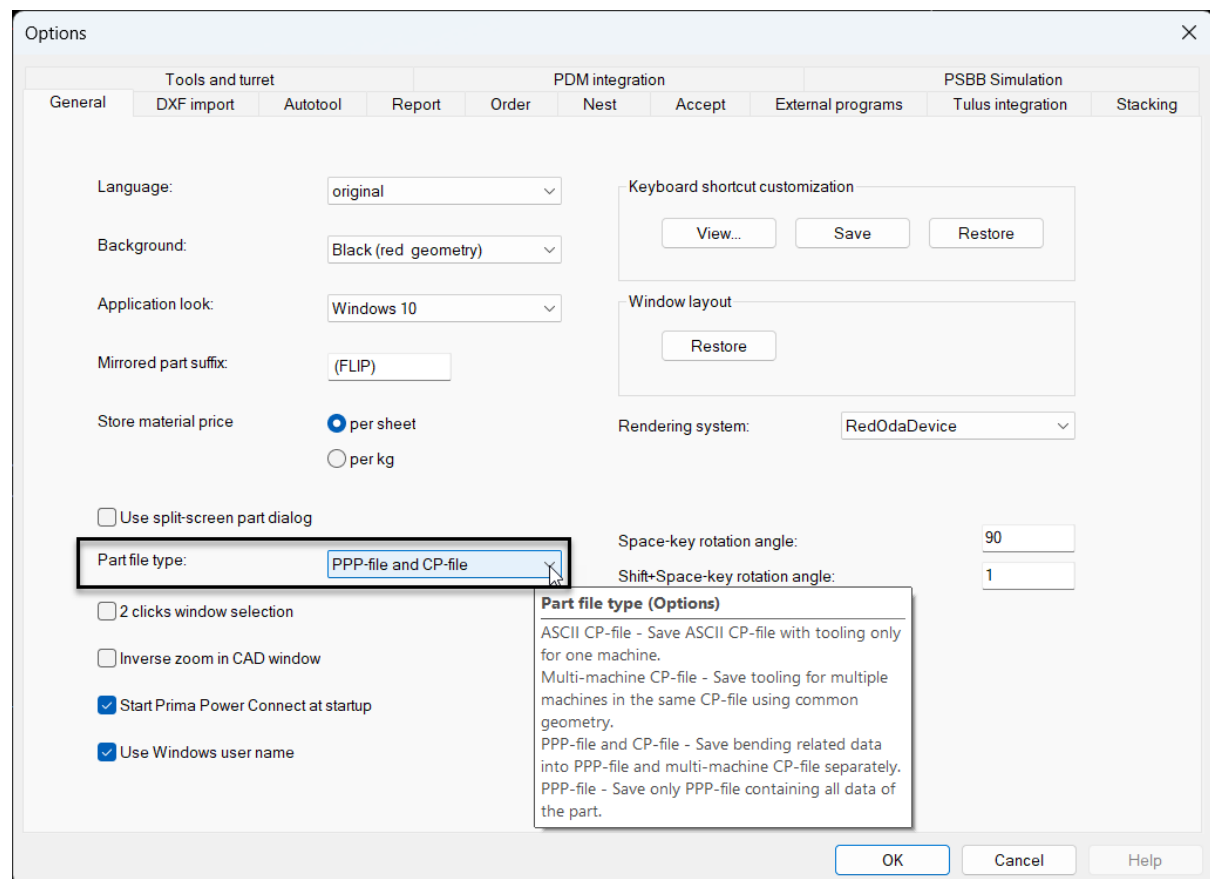 Options
Tools and turret PDM integration PSBB Simulation
General DXF import Autotool Report Order Nest Accept External programs Tulus integration Stacking
Language: original
Keyboard shortcut customization
View... Save Restore
Background: Black (red geometry)
Application look: Windows 10
Window layout
Restore
Mirrored part suffix: (FLIP)
Store material price per sheet
per kg
Rendering system: RedOdaDevice
Use split-screen part dialog
Part file type: PPP-file and CP-file
Space-key rotation angle: 90
Shift+Space-key rotation angle: 1
2 clicks window selection
Inverse zoom in CAD window
Start Prima Power Connect at startup
Use Windows user name
Part file type (Options)
ASCII CP-file - Save ASCII CP-file with tooling only
for one machine.
Multi-machine CP-file - Save tooling for multiple
machines in the same CP-file using common
geometry.
PPP-file and CP-file - Save bending related data
into PPP-file and multi-machine CP-file separately.
PPP-file - Save only PPP-file containing all data of
the part.
OK Cancel Help